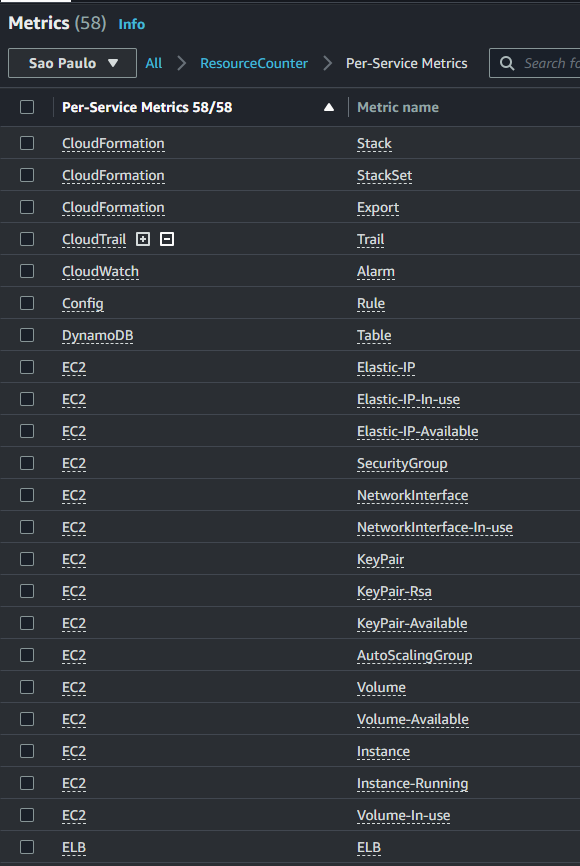 Metrics (58) Info
Sao Paulo ▼ All > ResourceCounter > Per-Service Metrics Search fo
Per-Service Metrics 58/58 ▲ Metric name
CloudFormation Stack
CloudFormation StackSet
CloudFormation Export
CloudTrail Trail
CloudWatch Alarm
Config Rule
DynamoDB Table
EC2 Elastic-IP
EC2 Elastic-IP-In-use
EC2 Elastic-IP-Available
EC2 SecurityGroup
EC2 NetworkInterface
EC2 NetworkInterface-In-use
EC2 KeyPair
EC2 KeyPair-Rsa
EC2 KeyPair-Available
EC2 AutoScalingGroup
EC2 Volume
EC2 Volume-Available
EC2 Instance
EC2 Instance-Running
EC2 Volume-In-use
ELB ELB